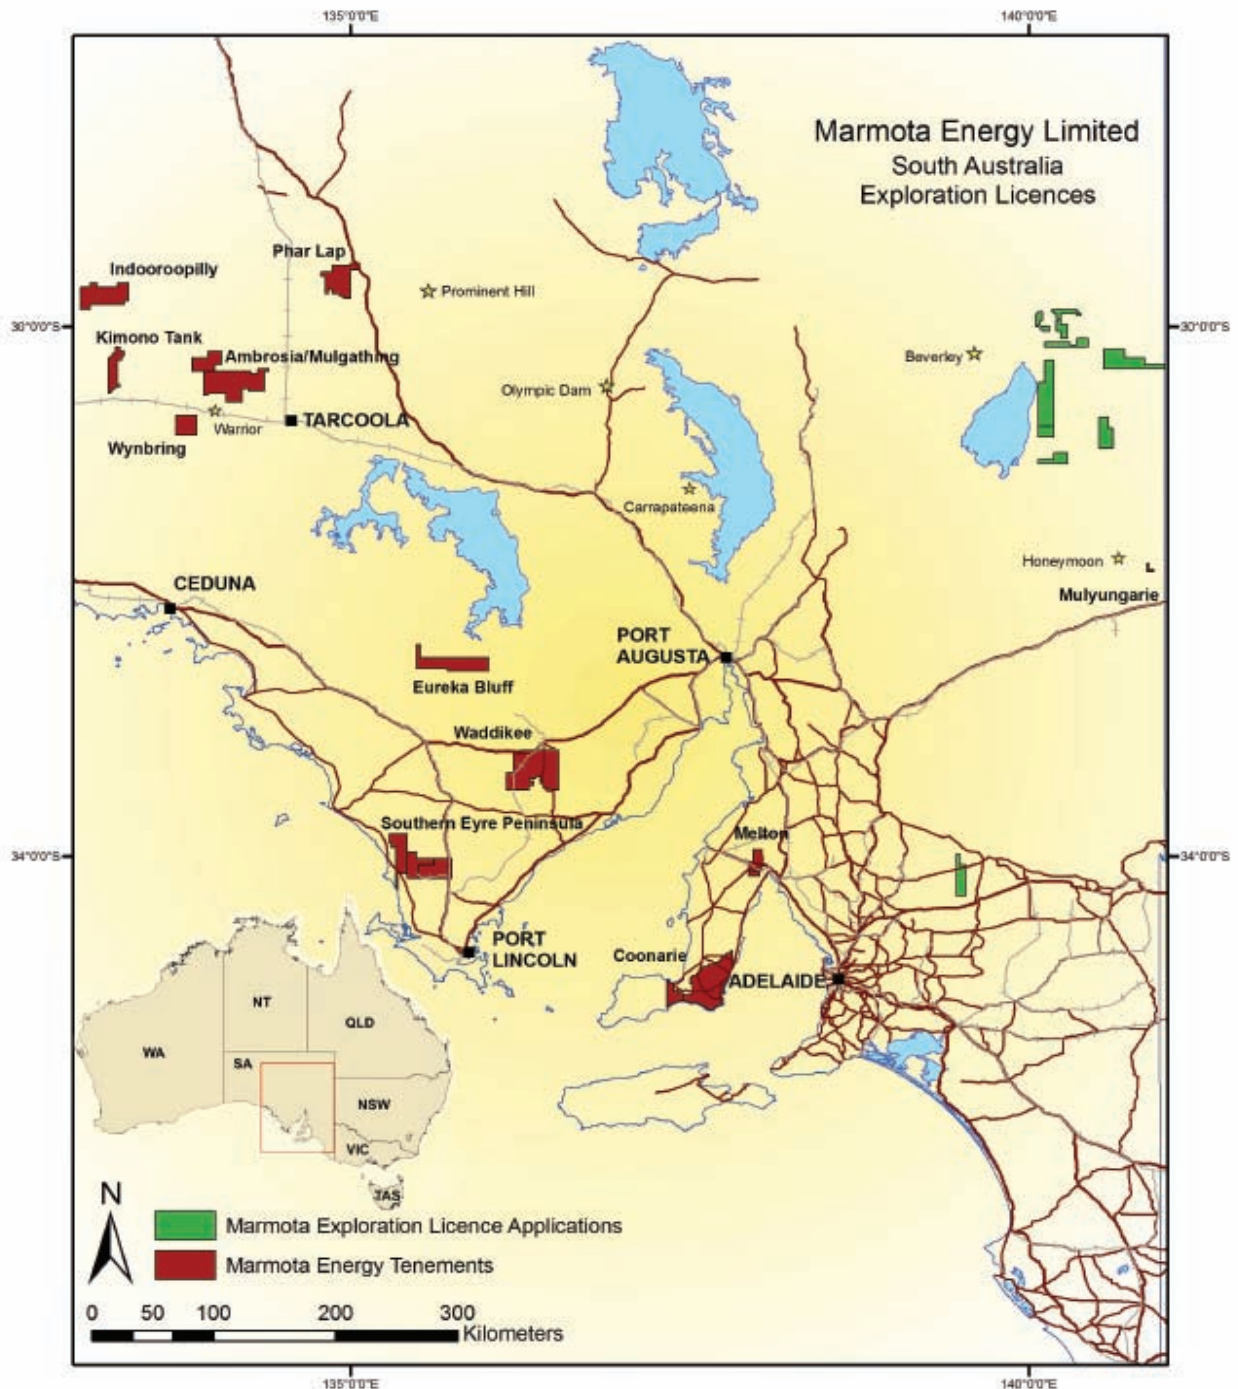 135°0'0"E
140°0'0"E
Marmota Energy Limited
South Australia
Exploration Licences
Phar Lap
Indooroopilly
Prominent Hill
30°0'0"S
30°0'0"S
Kimono Tank
Ambrosia/Mulgathing
Beverley
Olympic Dam
TARCOOLA
Warrior
Wynbring
Carrapateena
Honeymoon
CEDUNA
Mulyungarie
PORT
AUGUSTA
Eureka Bluff
Waddikee
Southern Eyre Peninsula
Melton
34°0'0"S
34°0'0"S
PORT
LINCOLN
Coonarie
ADELAIDE
NT
QLD
WA
SA
NSW
VIC
TAS
N
Marmota Exploration Licence Applications
Marmota Energy Tenements
0 50 100 200 300
Kilometers
135°0'0"E
140°0'0"E